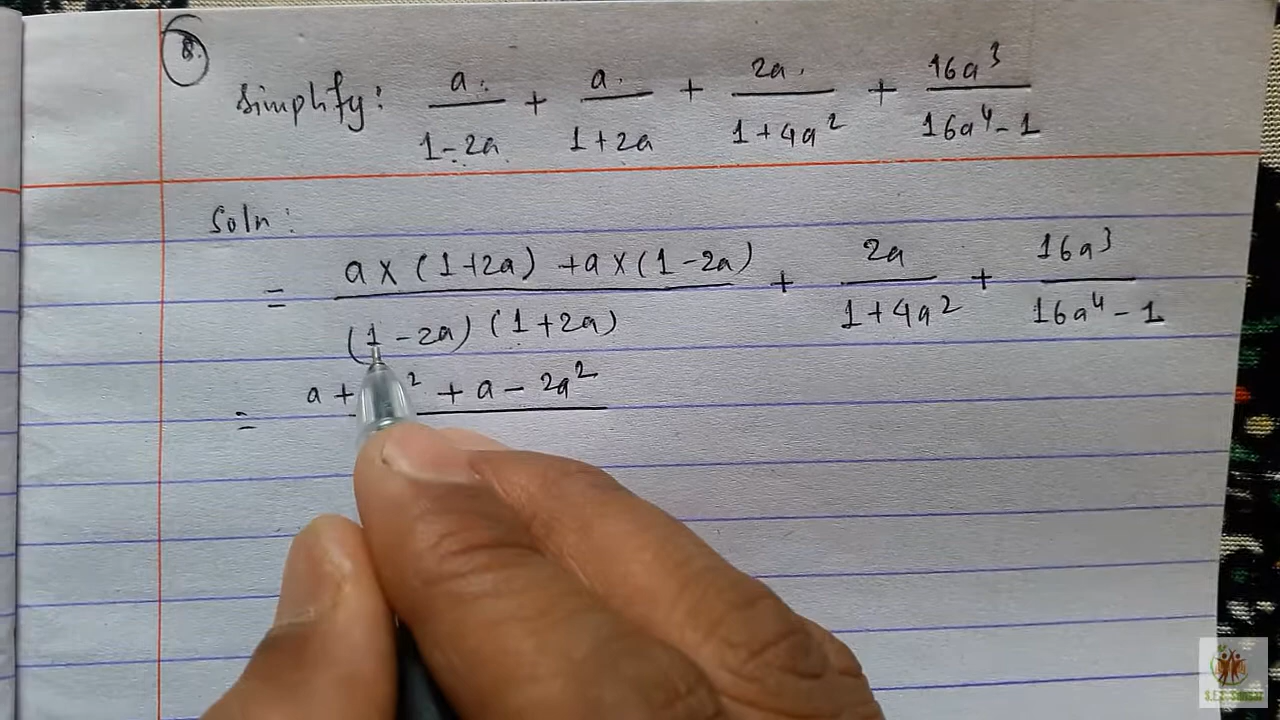 8.
Simplify: a/(1-2a) + a/(1+2a) + 2a/(1+4a²) + 16a³/(16a⁴-1)
Soln:
= (a × (1+2a) + a × (1-2a))/((1-2a)(1+2a)) + 2a/(1+4a²) + 16a³/(16a⁴-1)
= a + ² + a - 2a²